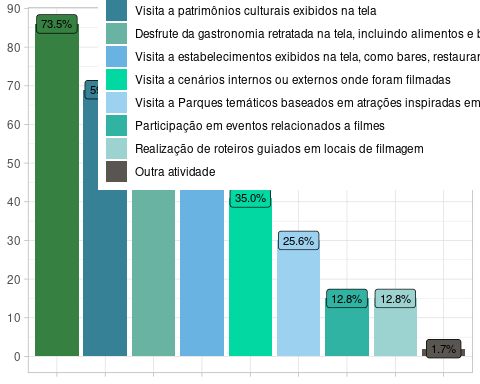 90
80
70
60
50
40
30
20
10
0
73.5%
35.0%
25.6%
12.8%
12.8%
1.7%
Visita a patrimônios culturais exibidos na tela
Desfrute da gastronomia retratada na tela, incluindo alimentos e
Visita a estabelecimentos exibidos na tela, como bares,
Visita a cenários internos ou externos onde foram filmadas
Visita a Parques temáticos baseados em atrações inspiradas em
Participação em eventos relacionados a filmes
Realização de roteiros guiados em locais de filmagem
Outra atividade